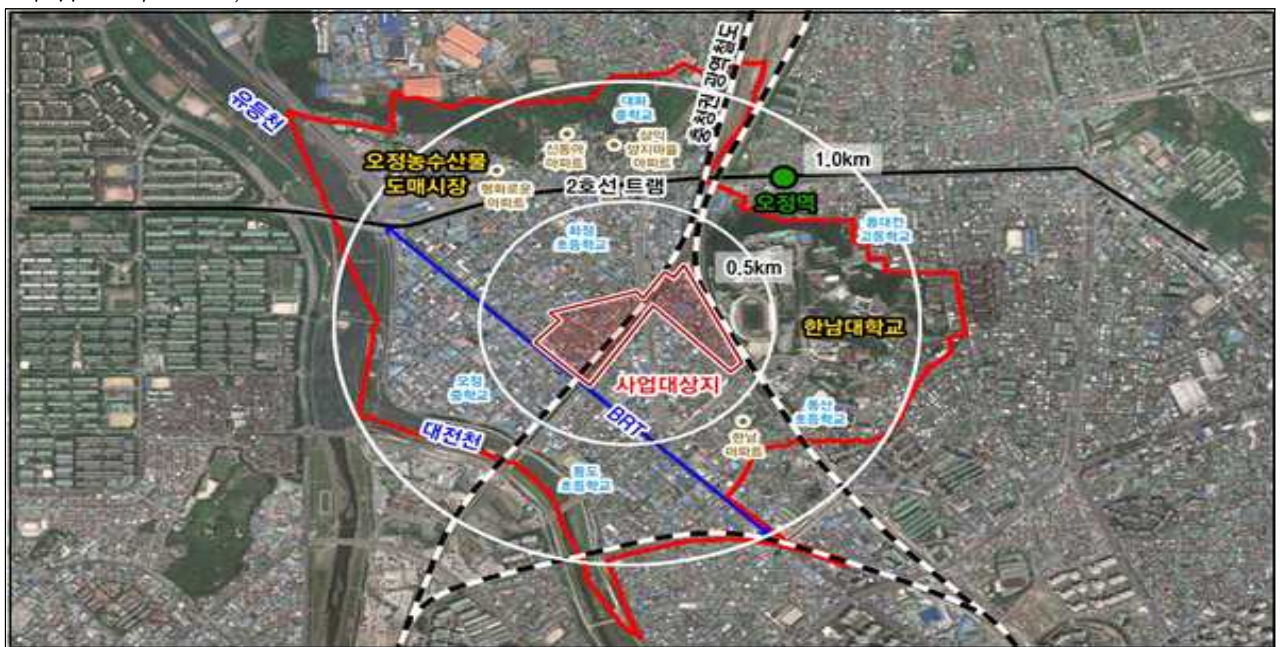 충청권 광역철도
유등천
대화
중학교
오정농수산물
도매시장
신동아
아파트
삼익
양지마을
아파트
1.0km
평화로운
아파트
2호선 트램
오정역
화정
초등학교
동대전
고등학교
0.5km
한남대학교
사업대상지
오정
중학교
BRT
대전천
한남
아파트
중산
초등학교
홍도
초등학교